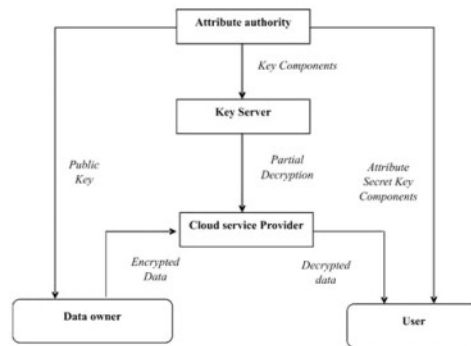 Attribute authority
Key Components
Key Server
Public
Key
Partial
Decryption
Attribute
Secret Key
Components
Cloud service Provider
Encrypted
Data
Decrypted
data
Data owner
User